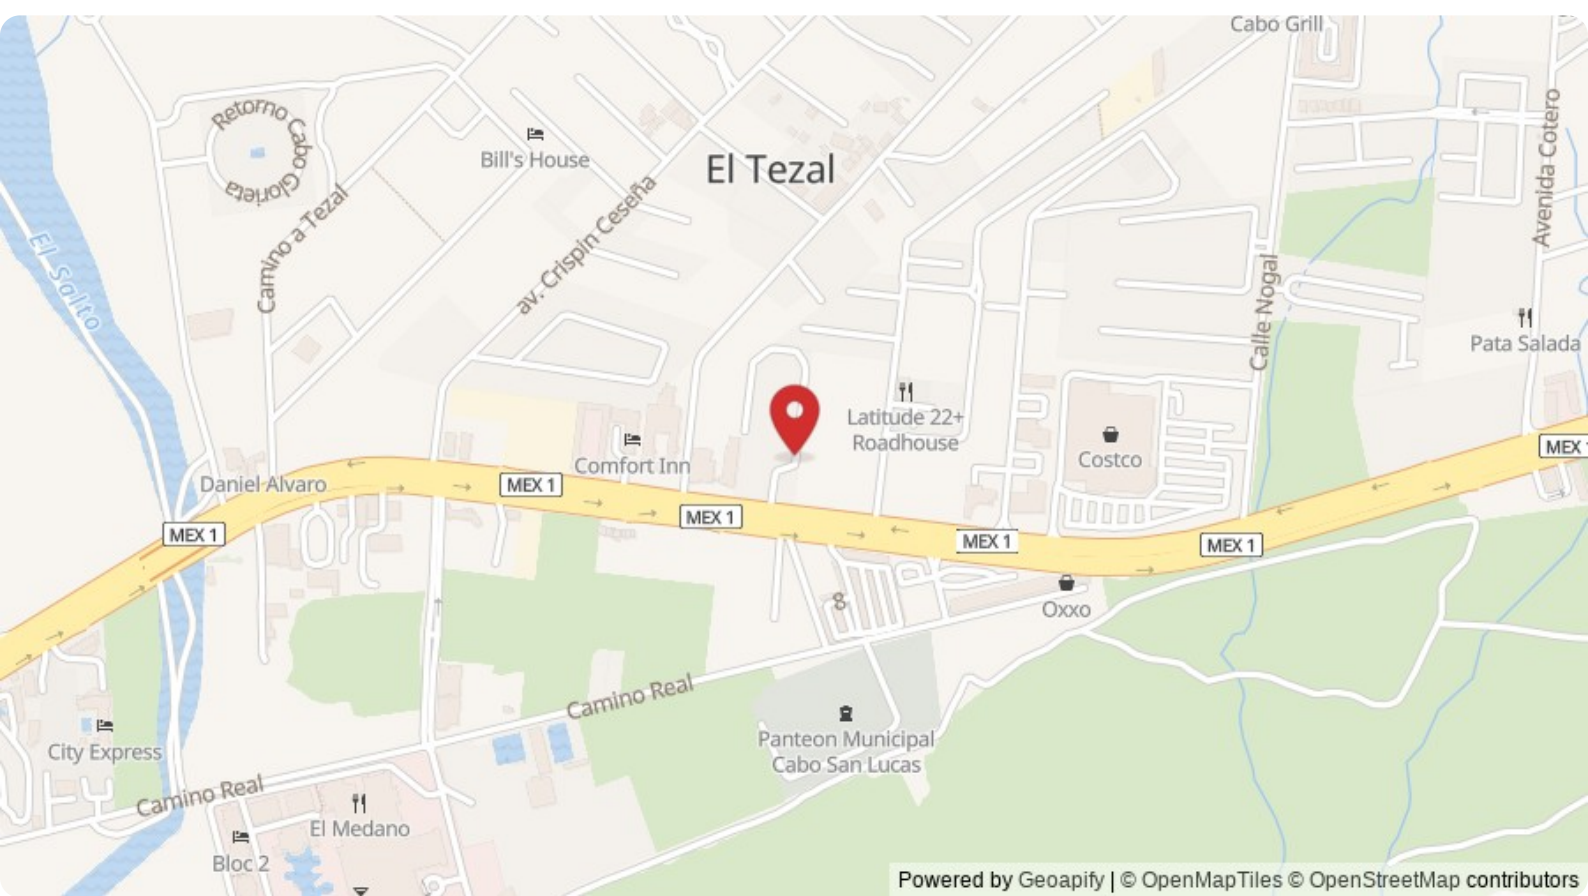 Cabo Grill
Retorno Cabo Glorieta
Bill's House
El Tezal
Avenida Cotero
Camino a Tezal
av. Crispin Ceseña
El Salto
Calle Nogal
Pata Salada
Latitude 22+
Roadhouse
Costco
Comfort Inn
Daniel Alvaro
MEX 1
MEX 1
MEX 1
MEX 1
MEX 1
MEX 1
8
Oxxo
Camino Real
Panteon Municipal
Cabo San Lucas
City Express
Camino Real
El Medano
Bloc 2
Powered by Geoapify | © OpenMapTiles © OpenStreetMap contributors